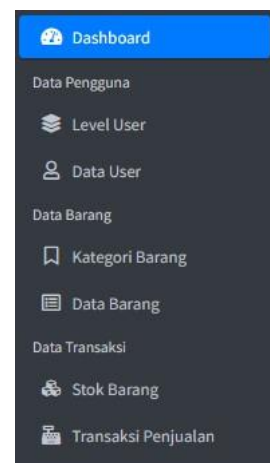 Dashboard
Data Pengguna
Level User
Data User
Data Barang
Kategori Barang
Data Barang
Data Transaksi
Stok Barang
Transaksi Penjualan